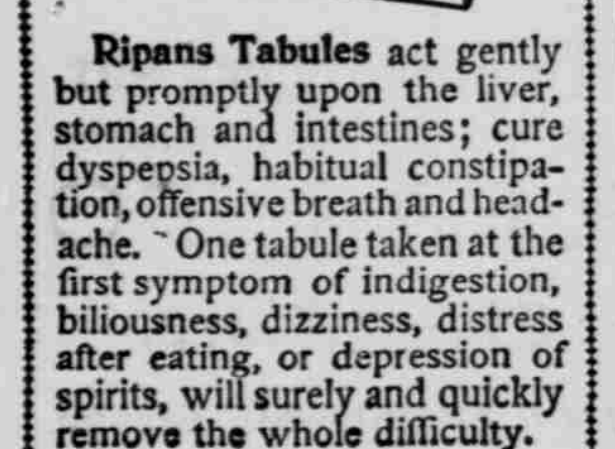 Ripans Tabules act gently
but promptly upon the liver,
stomach and intestines; cure
dyspepsia, habitual constipa-
tion, offensive breath and head-
ache. One tabule taken at the
first symptom of indigestion,
biliousness, dizziness, distress
after eating, or depression of
spirits, will surely and quickly
remove the whole difficulty.